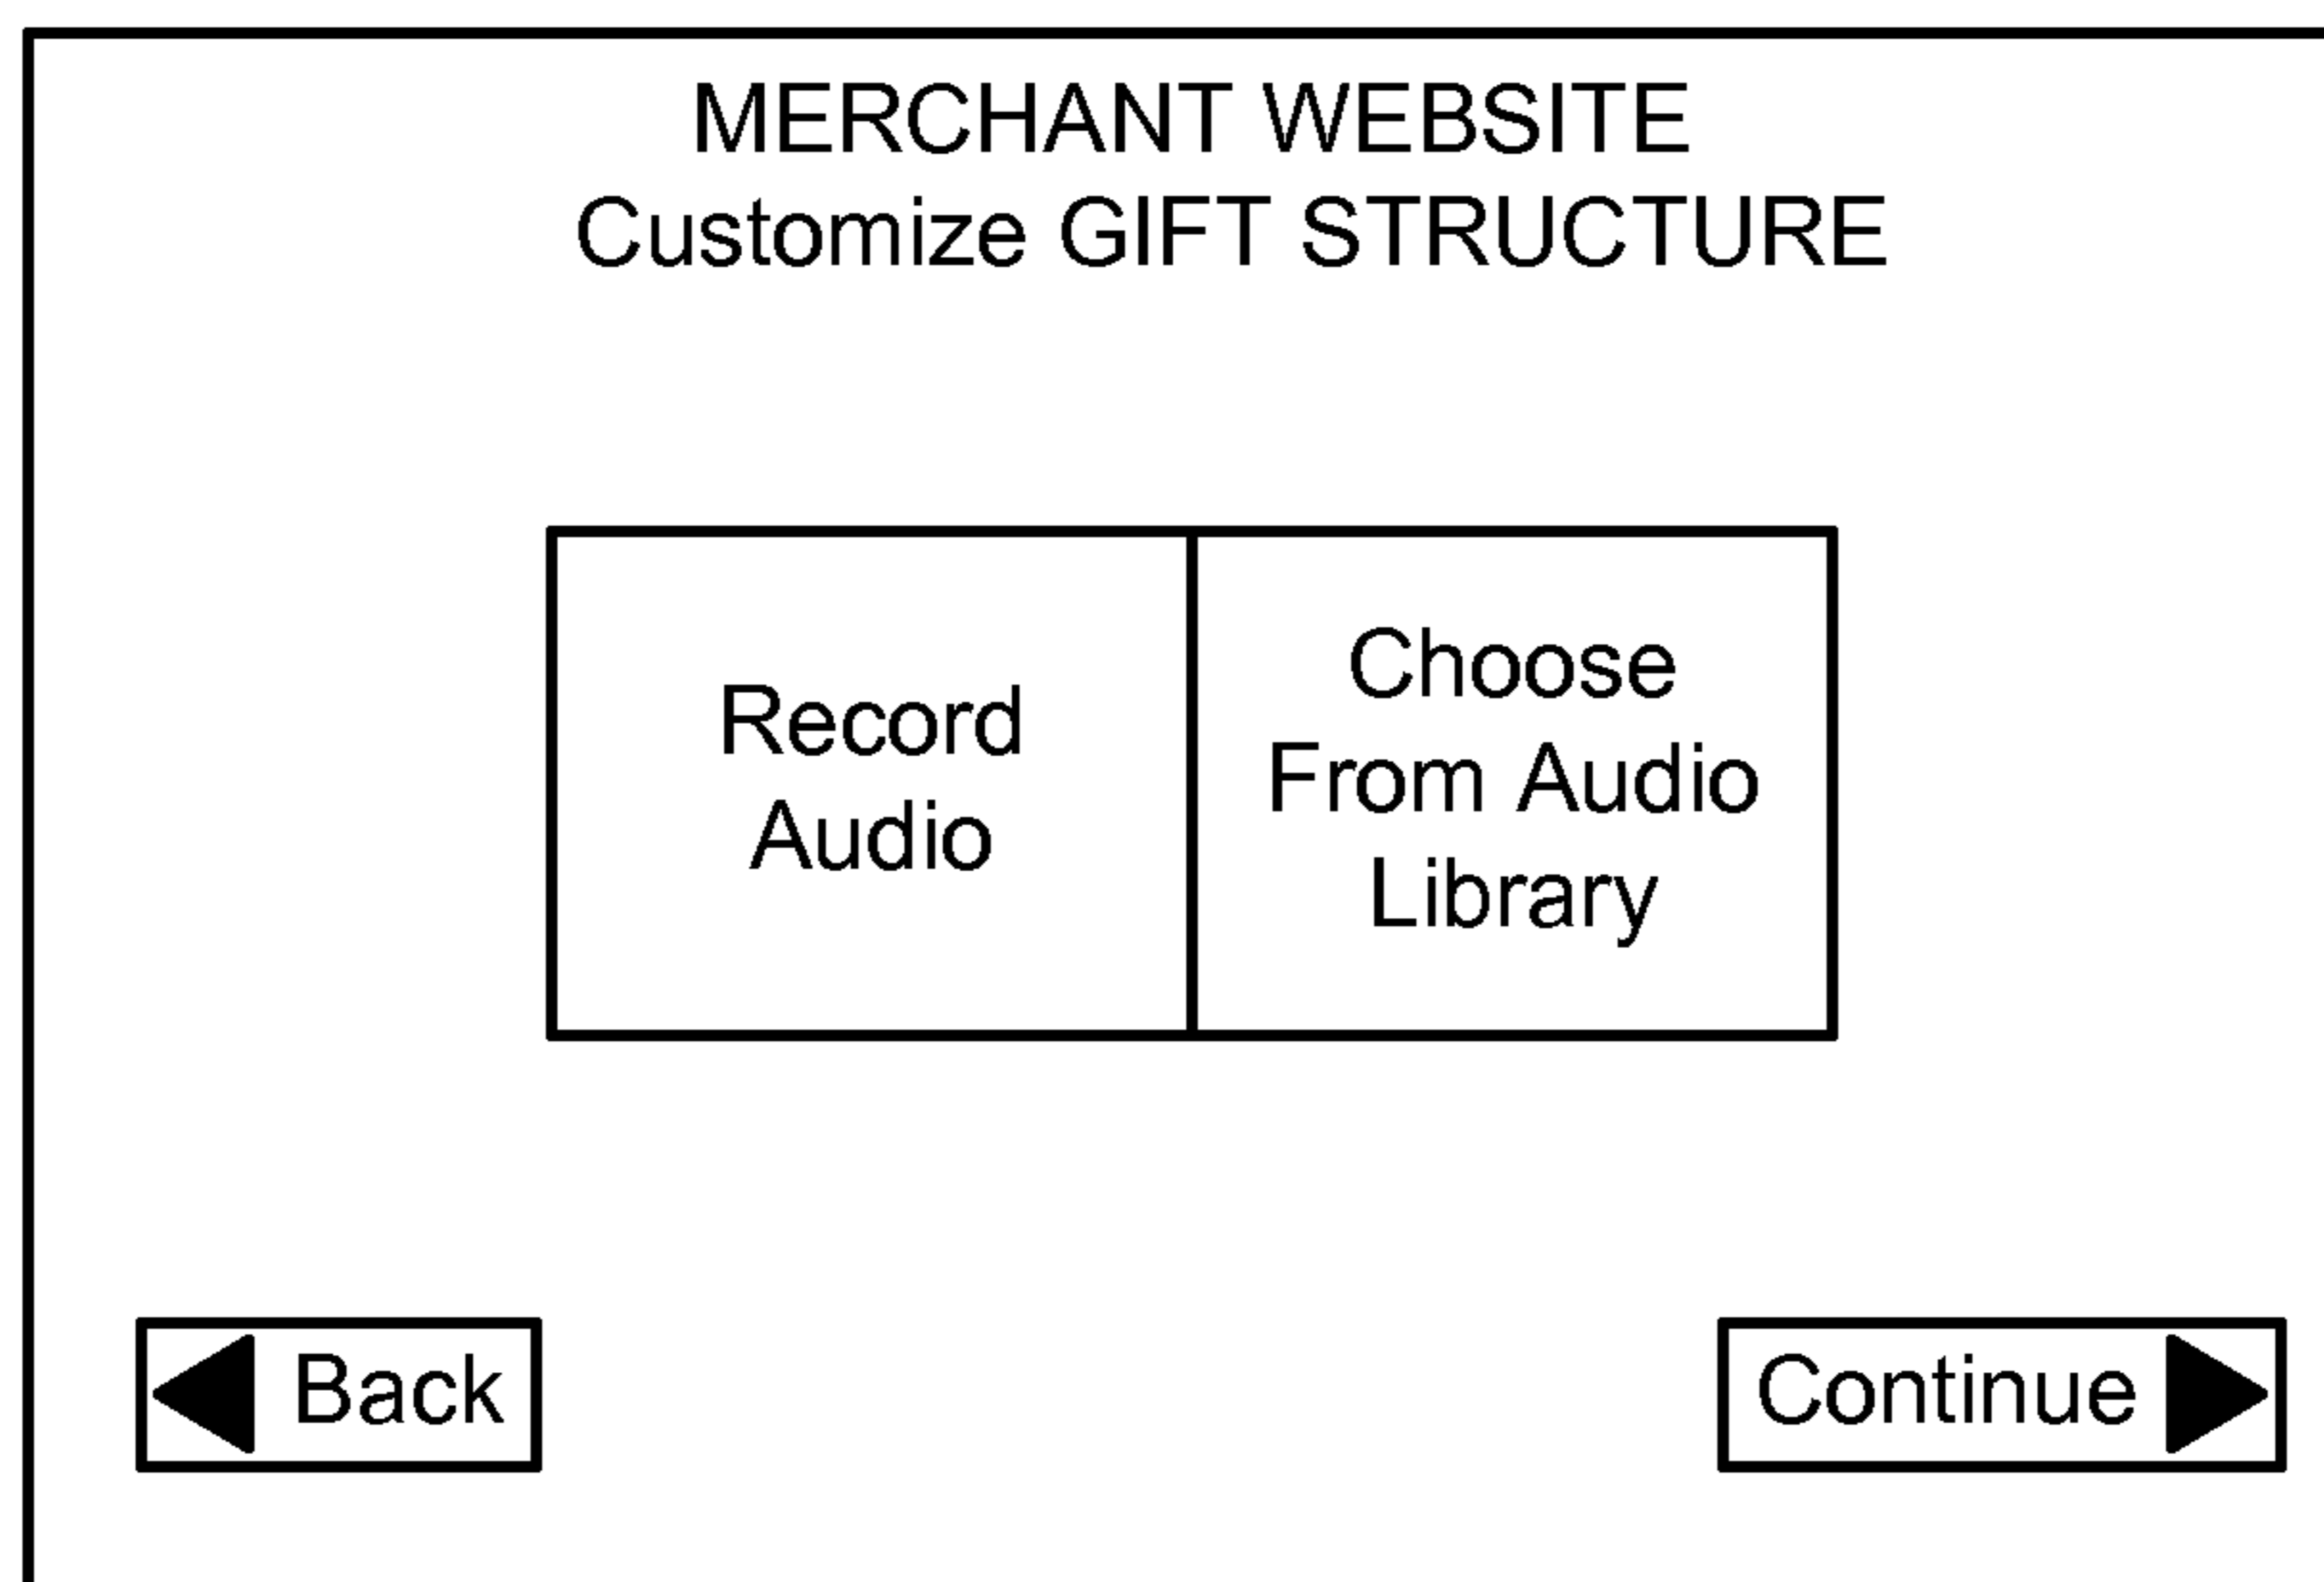 MERCHANT WEBSITE
Customize GIFT STRUCTURE
Record
Audio
Choose
From Audio
Library
Back
Continue